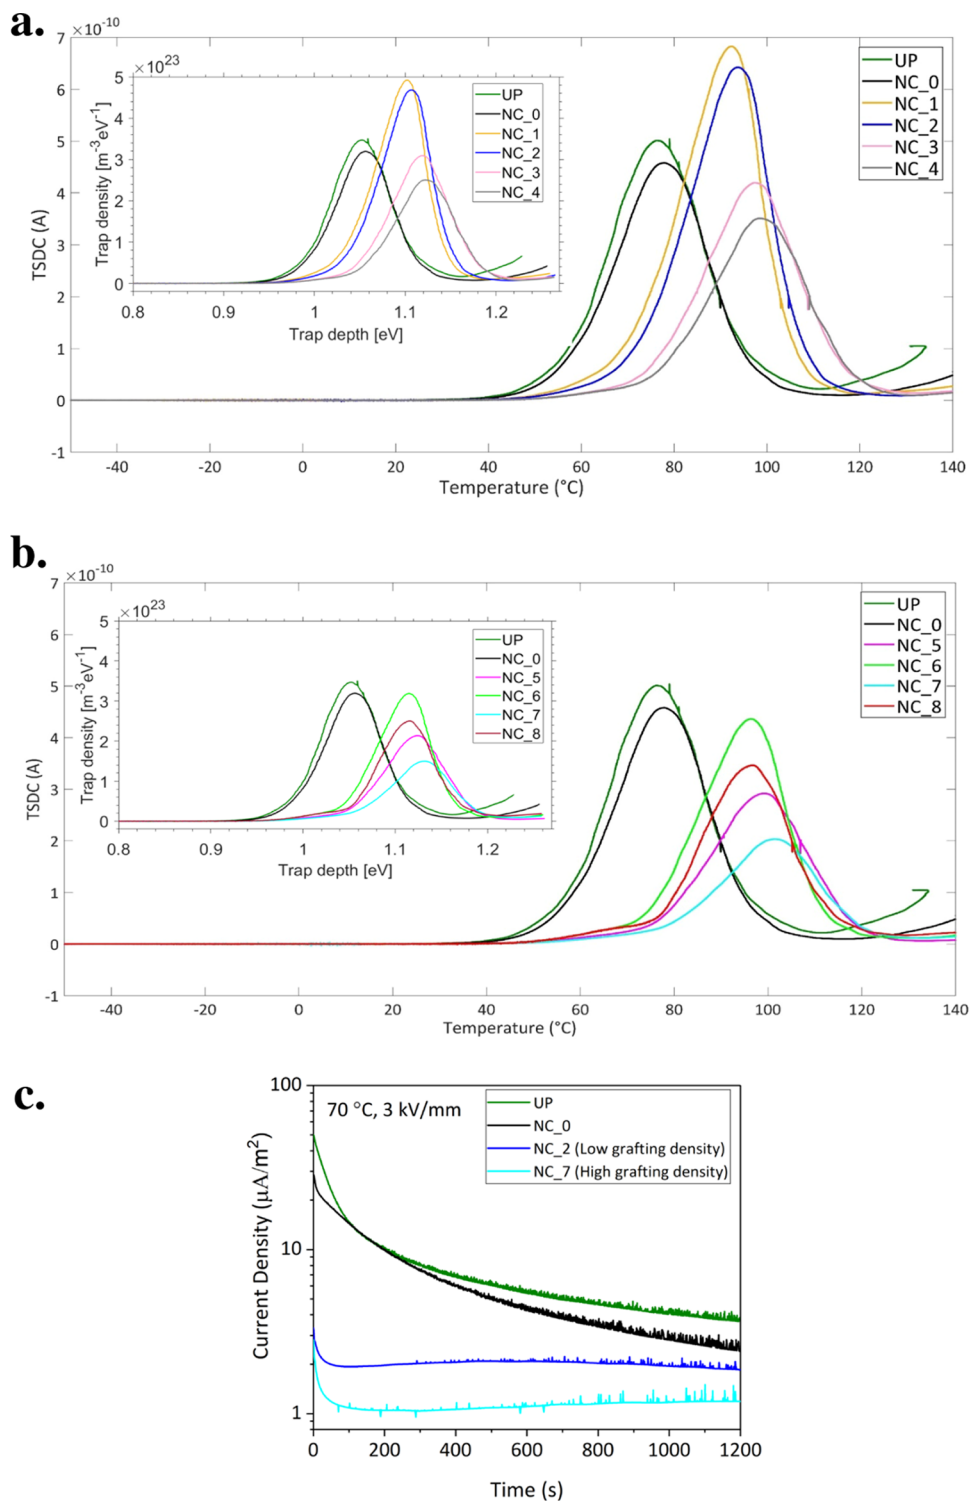 a.
×10⁻¹⁰
7
6
5
4
3
2
1
0
-1
TSDC (A)
-40 -20 0 20 40 60 80 100 120 140
Temperature (°C)
UP
NC_0
NC_1
NC_2
NC_3
NC_4
×10²³
5
4
3
2
1
0
Trap density [m⁻³eV⁻¹]
0.8 0.9 1 1.1 1.2
Trap depth [eV]
UP
NC_0
NC_1
NC_2
NC_3
NC_4
b.
×10⁻¹⁰
7
6
5
4
3
2
1
0
-1
TSDC (A)
-40 -20 0 20 40 60 80 100 120 140
Temperature (°C)
UP
NC_0
NC_5
NC_6
NC_7
NC_8
×10²³
5
4
3
2
1
0
Trap density [m⁻³eV⁻¹]
0.8 0.9 1 1.1 1.2
Trap depth [eV]
UP
NC_0
NC_5
NC_6
NC_7
NC_8
c.
100
10
1
Current Density (µA/m²)
70 °C, 3 kV/mm
UP
NC_0
NC_2 (Low grafting density)
NC_7 (High grafting density)
0 200 400 600 800 1000 1200
Time (s)